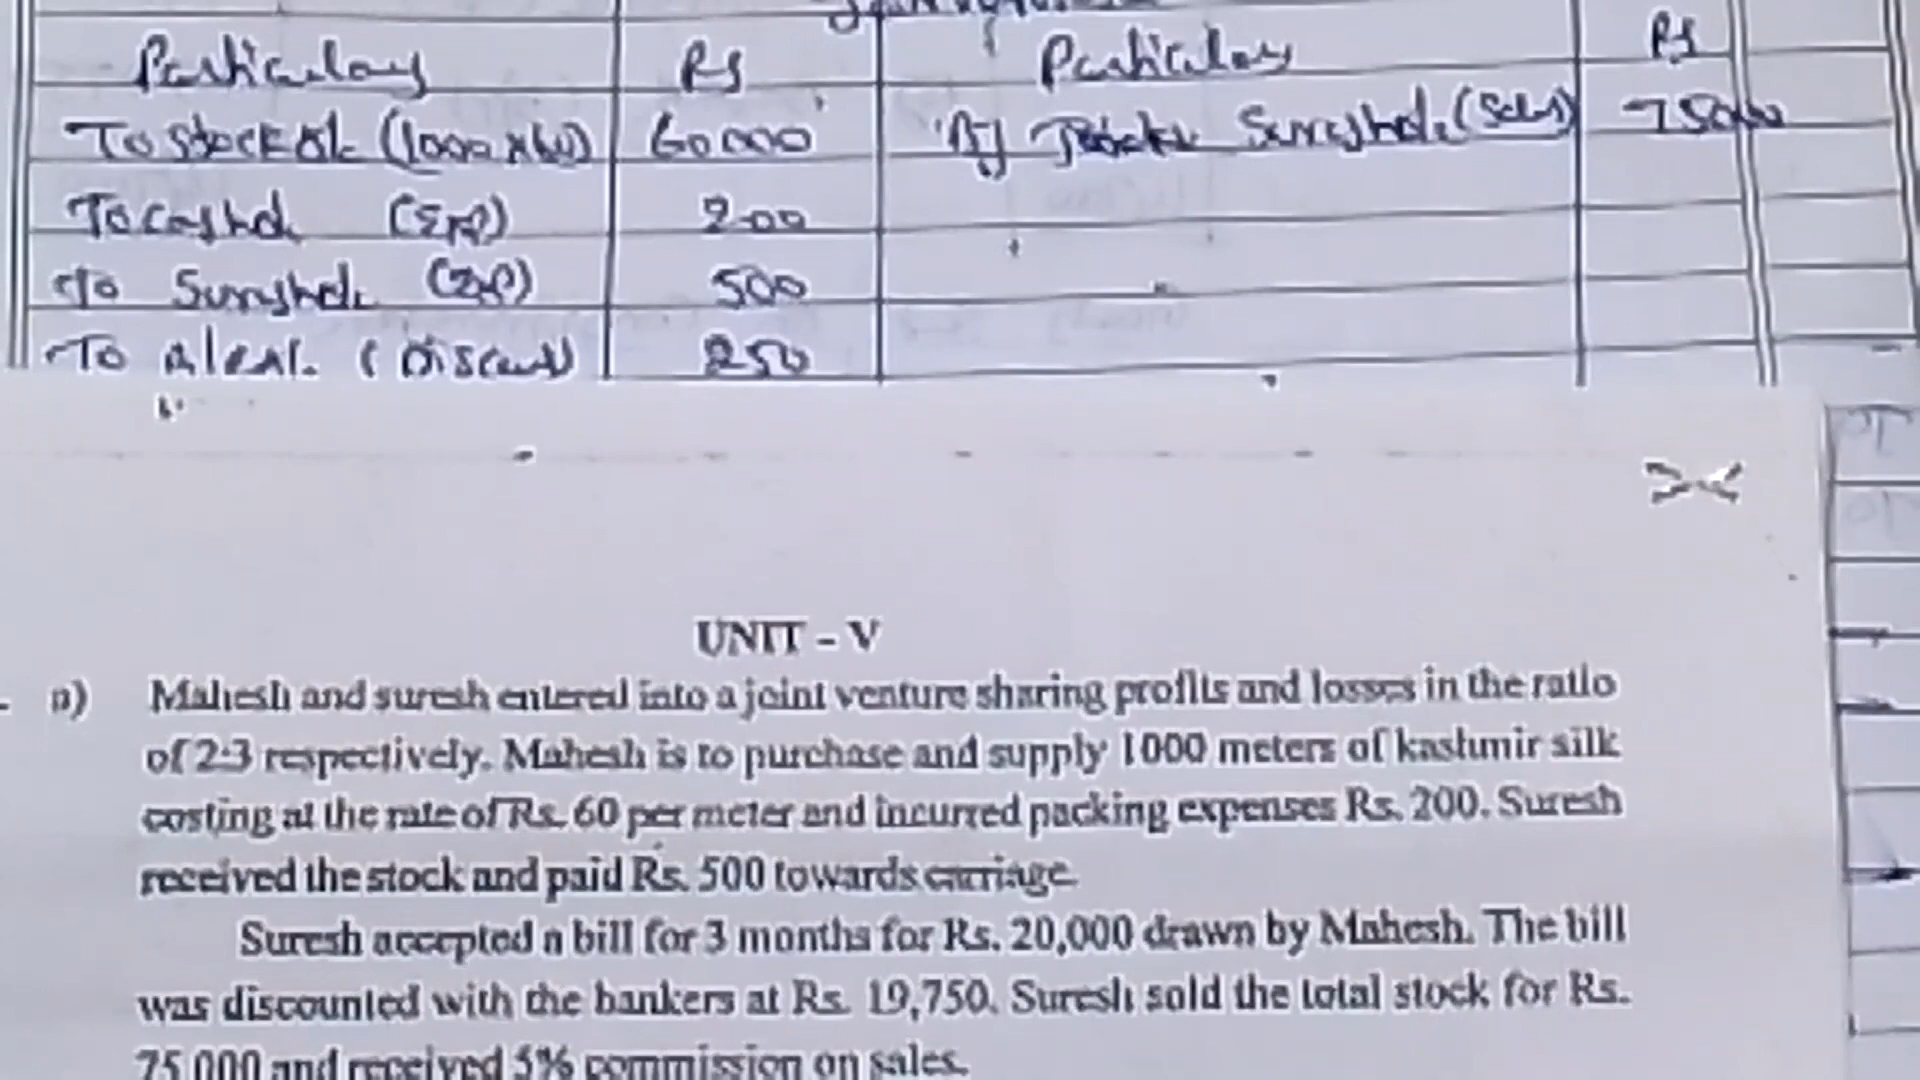 Particulars Rs Particulars Rs
To Stock a/c (1000 x 60) 60000 By Suresh a/c (Sales) 75000
To Cash a/c (Exp) 200
To Suresh a/c (Exp) 500
To B/R a/c (Discount) 250
UNIT – V
a) Mahesh and suresh entered into a joint venture sharing profits and losses in the ratio
of 2:3 respectively. Mahesh is to purchase and supply 1000 meters of kashmir silk
costing at the rate of Rs. 60 per meter and incurred packing expenses Rs. 200. Suresh
received the stock and paid Rs. 500 towards carriage.
Suresh accepted a bill for 3 months for Rs. 20,000 drawn by Mahesh. The bill
was discounted with the bankers at Rs. 19,750. Suresh sold the total stock for Rs.
75,000 and received 5% commission on sales.